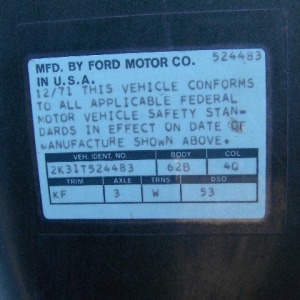 MFD. BY FORD MOTOR CO. 524483
IN U.S.A.
12/71 THIS VEHICLE CONFORMS
TO ALL APPLICABLE FEDERAL
MOTOR VEHICLE SAFETY STAN-
DARDS IN EFFECT ON DATE OF
MANUFACTURE SHOWN ABOVE.
VEH. IDENT. NO. BODY COL
2K31T524483 62B 4Q
TRIM AXLE TRNS DSO
KF 3 W 53